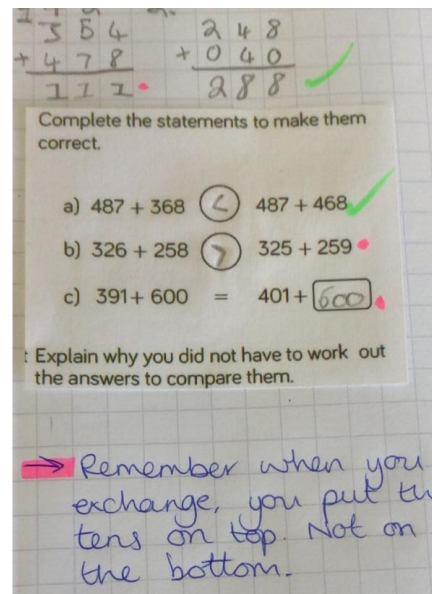 354 248
+ 478 + 040
111 288
Complete the statements to make them
correct.
a) 487 + 368 < 487 + 468
b) 326 + 258 > 325 + 259
c) 391+ 600 = 401+ 600
: Explain why you did not have to work out
the answers to compare them.
→ Remember when you
exchange, you put
tens on top. Not on
the bottom.